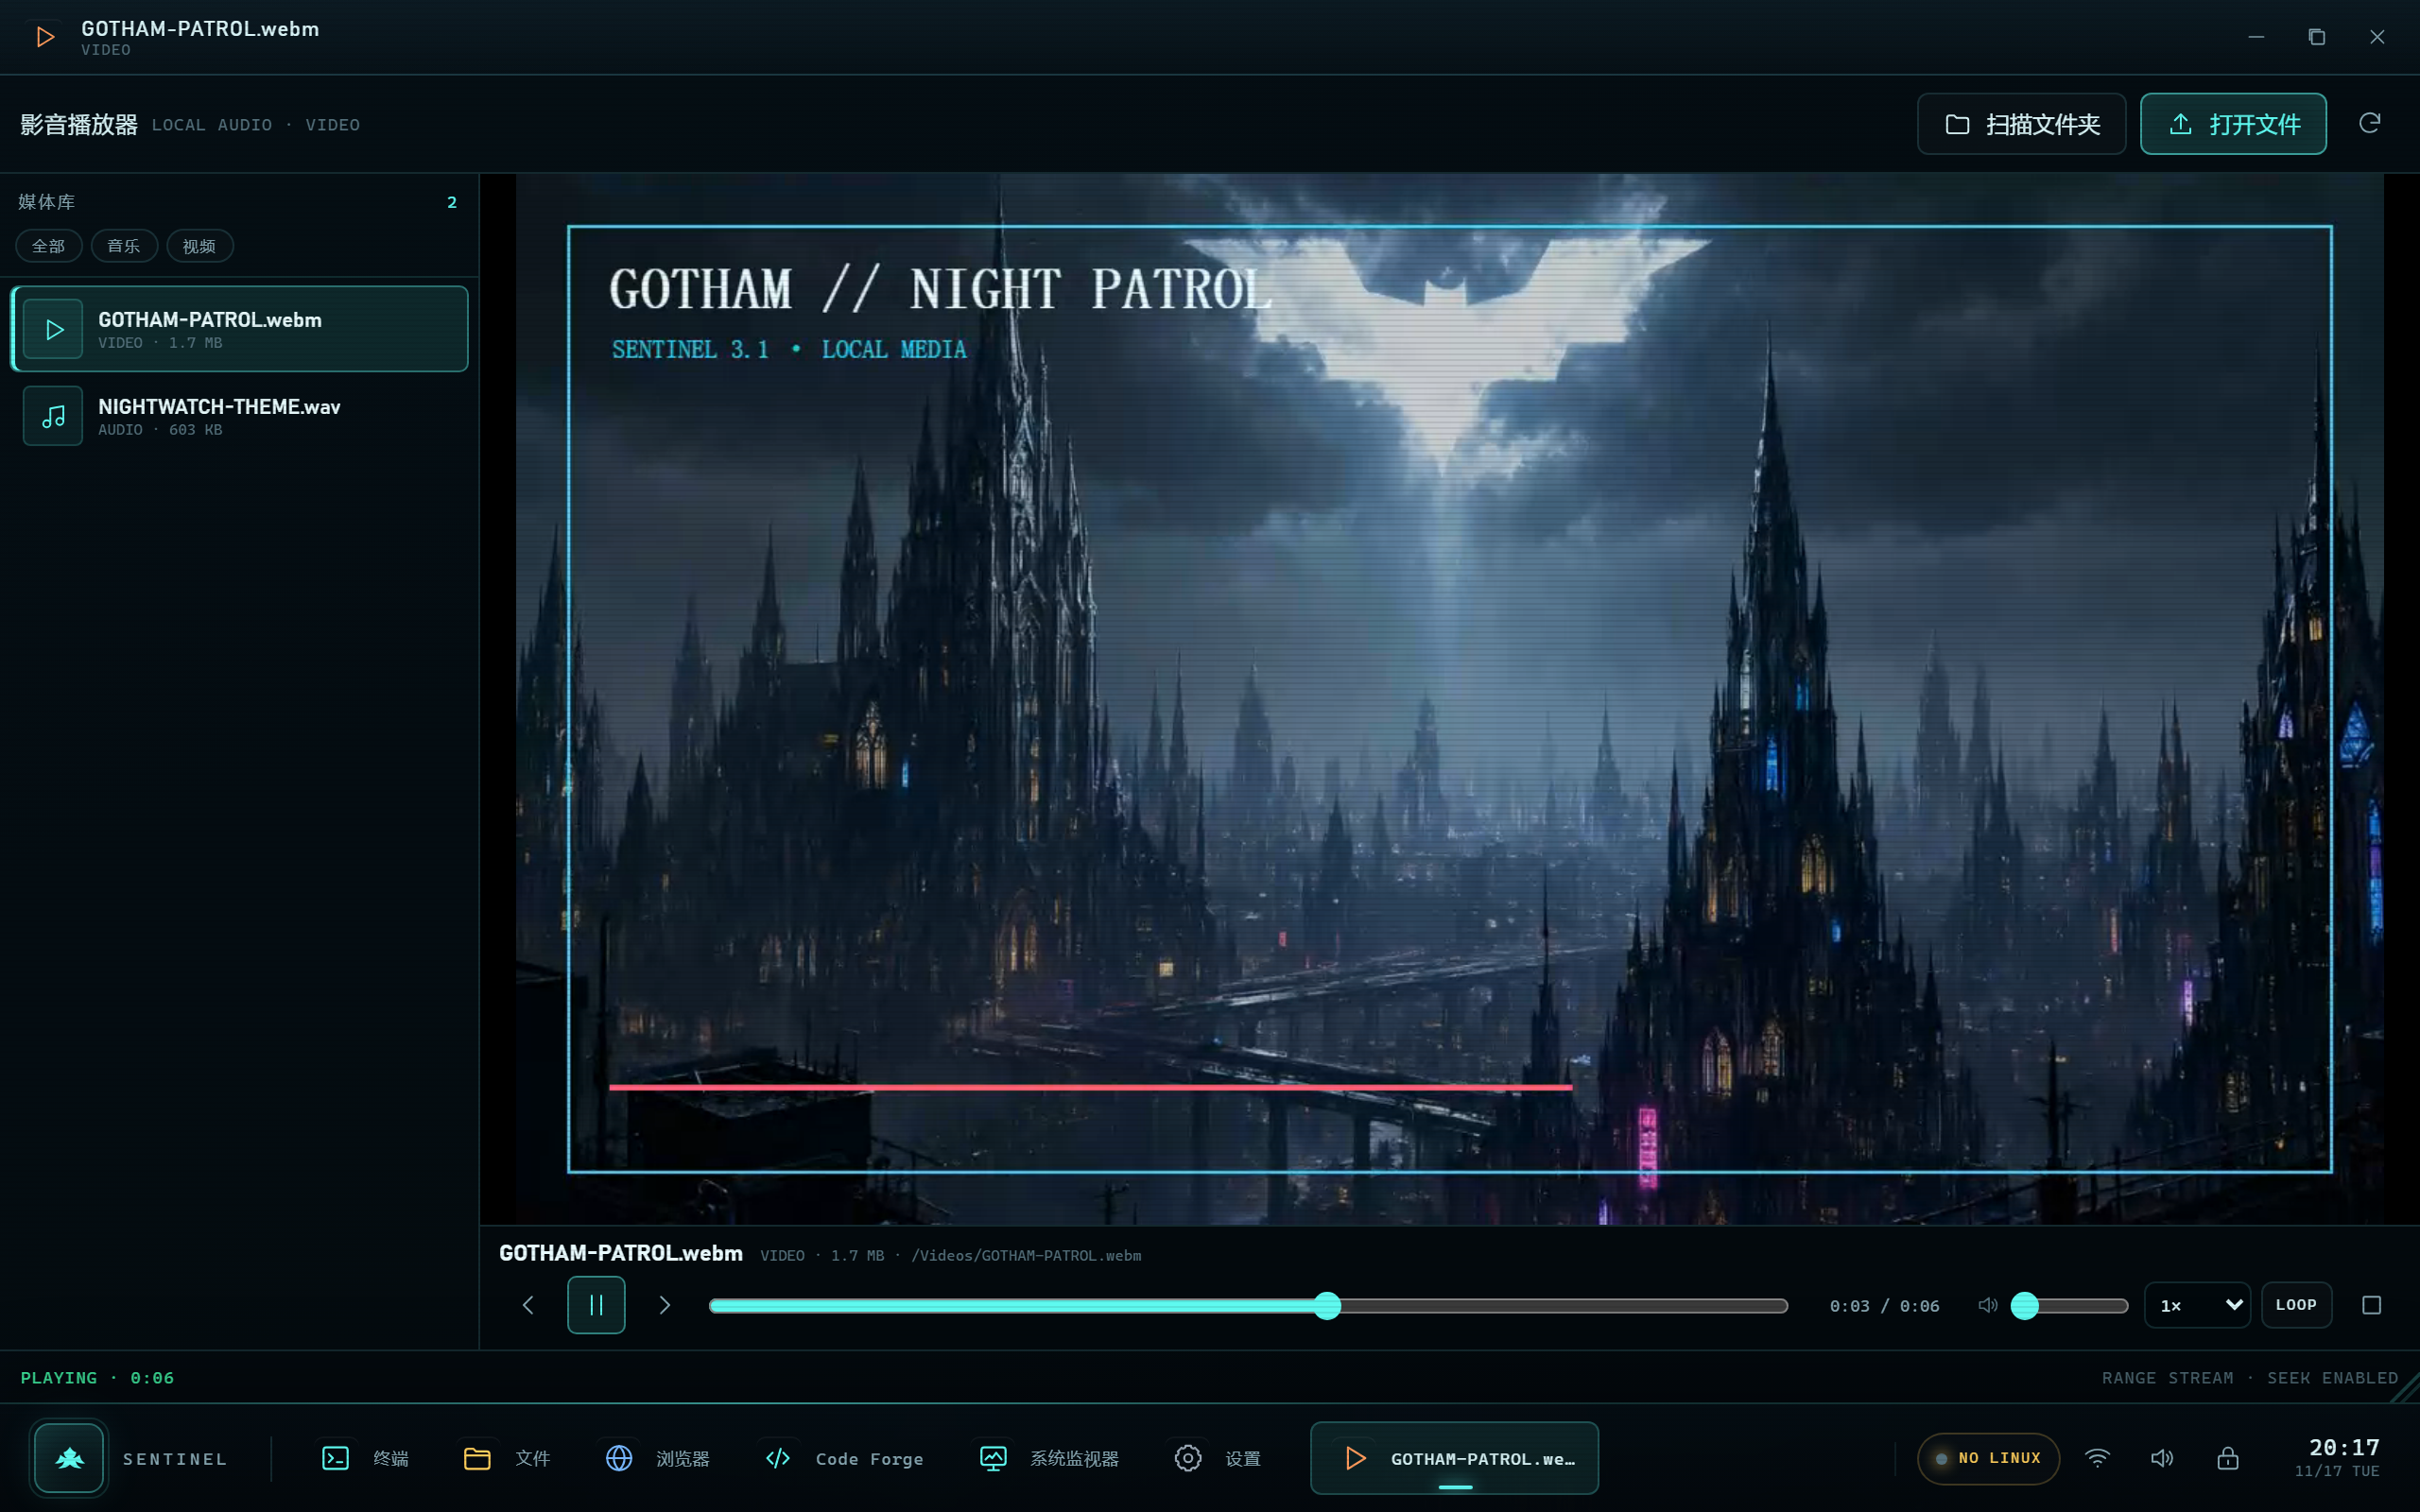 GOTHAM-PATROL.webm
VIDEO
影音播放器 LOCAL AUDIO · VIDEO
扫描文件夹
打开文件
媒体库 2
全部 音乐 视频
GOTHAM-PATROL.webm
VIDEO · 1.7 MB
NIGHTWATCH-THEME.wav
AUDIO · 603 KB
GOTHAM // NIGHT PATROL
SENTINEL 3.1 • LOCAL MEDIA
GOTHAM-PATROL.webm VIDEO · 1.7 MB · /Videos/GOTHAM-PATROL.webm
0:03 / 0:06 1× LOOP
PLAYING · 0:06
RANGE STREAM · SEEK ENABLED
SENTINEL 终端 文件 浏览器 Code Forge 系统监视器 设置 GOTHAM-PATROL.we… NO LINUX
20:17
11/17 TUE